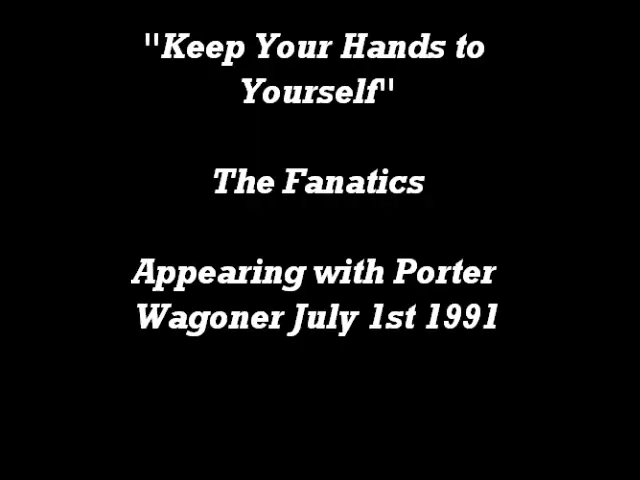 "Keep Your Hands to
Yourself"
The Fanatics
Appearing with Porter
Wagoner July 1st 1991